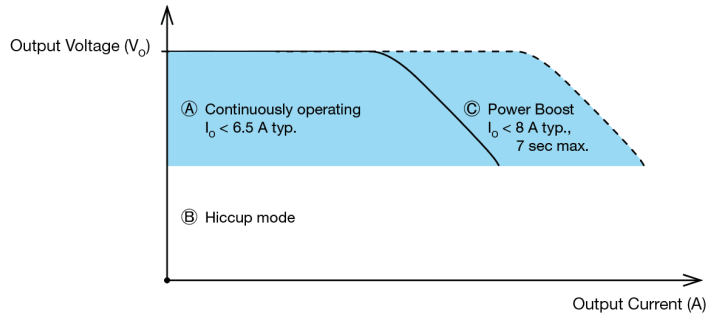 Output Voltage (Vo)
Ⓐ Continuously operating
Io < 6.5 A typ.
Ⓒ Power Boost
Io < 8 A typ.,
7 sec max.
Ⓑ Hiccup mode
Output Current (A)